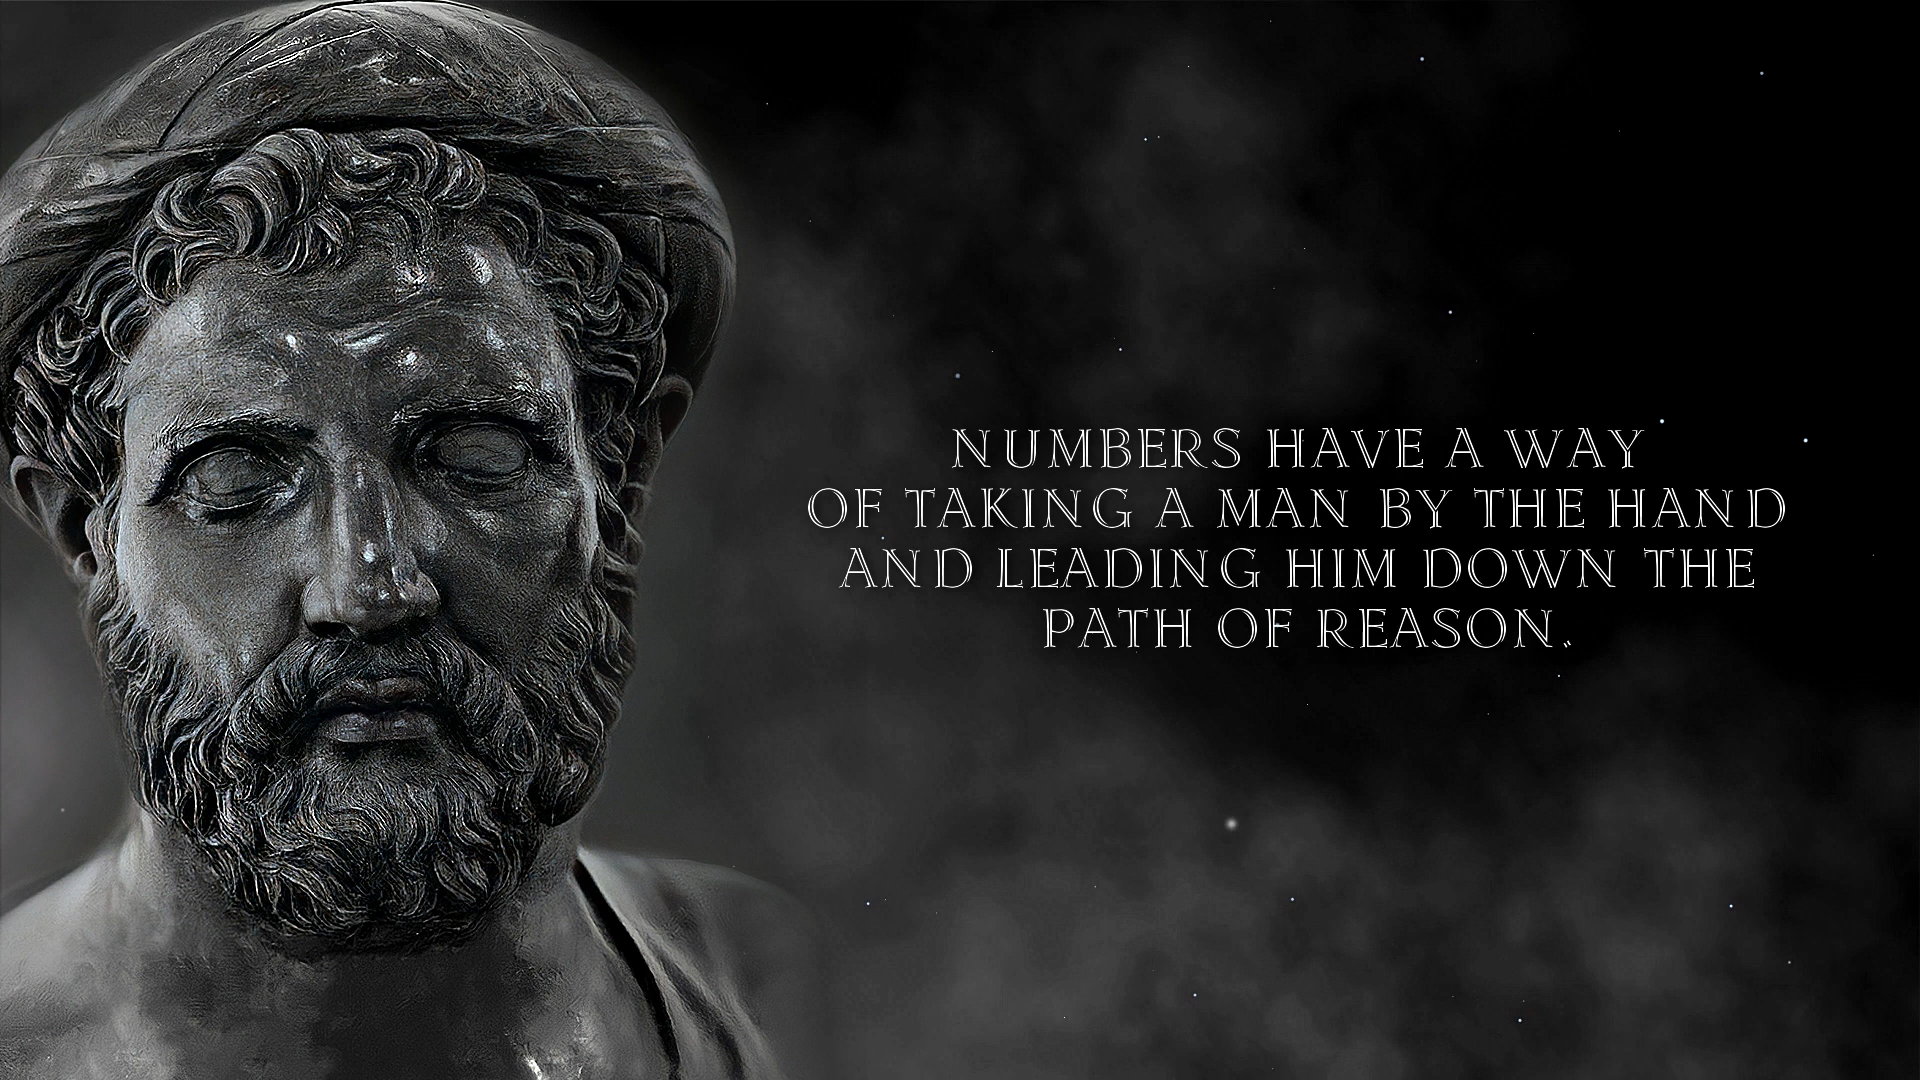 NUMBERS HAVE A WAY
OF TAKING A MAN BY THE HAND
AND LEADING HIM DOWN THE
PATH OF REASON.